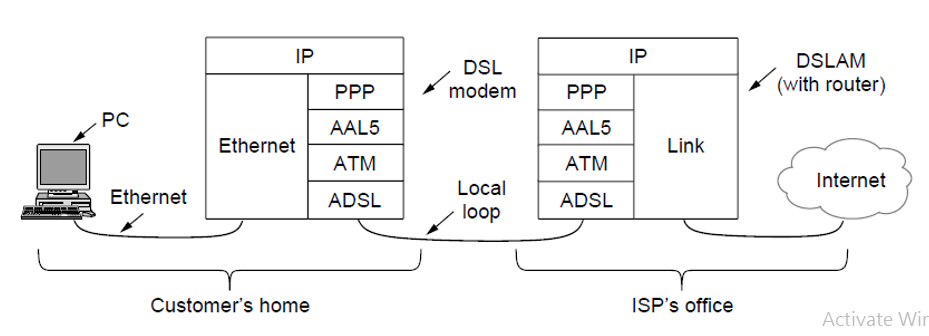 IP
IP
DSL
modem
DSLAM
(with router)
PPP
PPP
PC
AAL5
AAL5
Ethernet
Link
ATM
ATM
Internet
Ethernet
Local
loop
ADSL
ADSL
Customer's home
ISP's office
Activate Wir